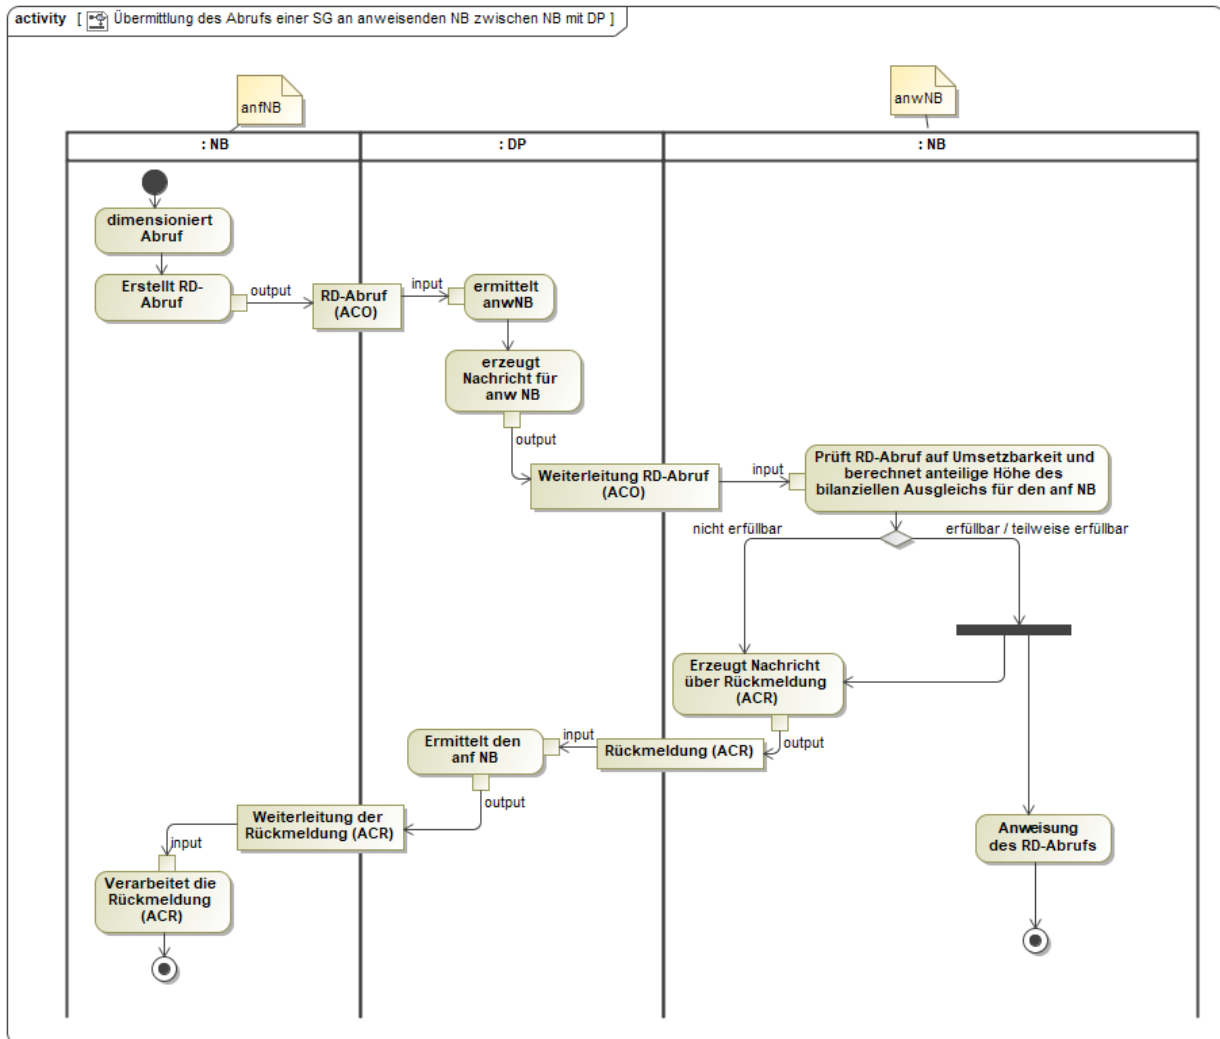 activity [ Übermittlung des Abrufs einer SG an anweisenden NB zwischen NB mit DP ]
anfNB
anwNB
: NB
: DP
: NB
dimensioniert
Abruf
Erstellt RD-
Abruf
output
RD-Abruf
(ACO)
input
ermittelt
anwNB
erzeugt
Nachricht für
anw NB
output
Weiterleitung RD-Abruf
(ACO)
input
Prüft RD-Abruf auf Umsetzbarkeit und
berechnet anteilige Höhe des
bilanziellen Ausgleichs für den anf NB
nicht erfüllbar
erfüllbar / teilweise erfüllbar
Erzeugt Nachricht
über Rückmeldung
(ACR)
output
Rückmeldung (ACR)
input
Ermittelt den
anf NB
output
Weiterleitung der
Rückmeldung (ACR)
input
Verarbeitet die
Rückmeldung
(ACR)
Anweisung
des RD-Abrufs